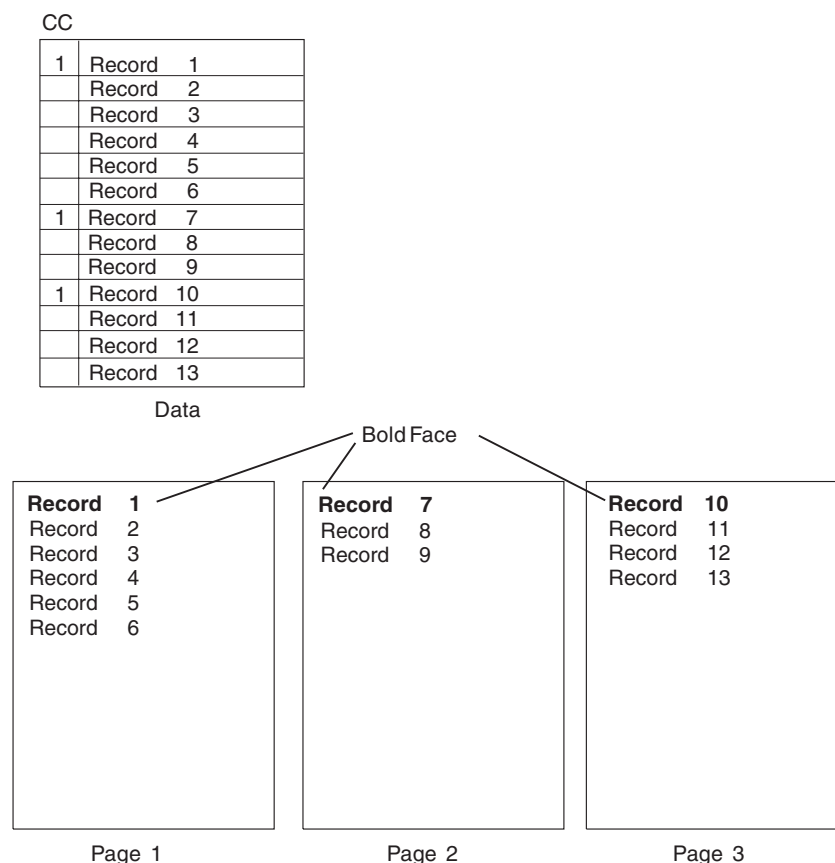 CC
1 Record 1
Record 2
Record 3
Record 4
Record 5
Record 6
1 Record 7
Record 8
Record 9
1 Record 10
Record 11
Record 12
Record 13
Data
Bold Face
Record 1
Record 2
Record 3
Record 4
Record 5
Record 6
Page 1
Record 7
Record 8
Record 9
Page 2
Record 10
Record 11
Record 12
Record 13
Page 3